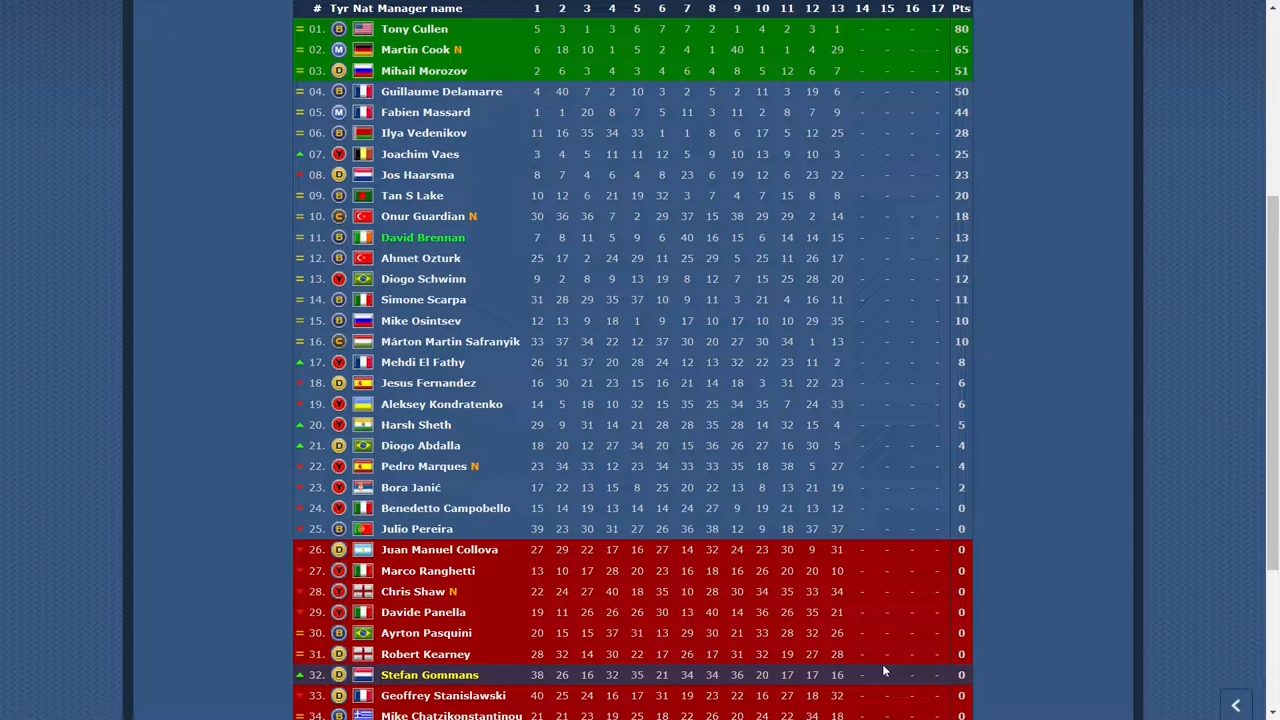 # Tyr Nat Manager name 1 2 3 4 5 6 7 8 9 10 11 12 13 14 15 16 17 Pts
= 01. B Tony Cullen 5 3 1 3 6 7 7 2 1 4 2 3 1 - - - - 80
= 02. M Martin Cook N 6 18 10 1 5 2 4 1 40 1 1 4 29 - - - - 65
= 03. D Mihail Morozov 2 6 3 4 3 4 6 4 8 5 12 6 7 - - - - 51
= 04. B Guillaume Delamarre 4 40 7 2 10 3 2 5 2 11 3 19 6 - - - - 50
= 05. M Fabien Massard 1 1 20 8 7 5 11 3 11 2 8 7 9 - - - - 44
= 06. B Ilya Vedenikov 11 16 35 34 33 1 1 8 6 17 5 12 25 - - - - 28
07. Y Joachim Vaes 3 4 5 11 11 12 5 9 10 13 9 10 3 - - - - 25
08. D Jos Haarsma 8 7 4 6 4 8 23 6 19 12 6 23 22 - - - - 23
= 09. B Tan S Lake 10 12 6 21 19 32 3 7 4 7 15 8 8 - - - - 20
= 10. C Onur Guardian N 30 36 36 7 2 29 37 15 38 29 29 2 14 - - - - 18
= 11. B David Brennan 7 8 11 5 9 6 40 16 15 6 14 14 15 - - - - 13
= 12. B Ahmet Ozturk 25 17 2 24 29 11 25 29 5 25 11 26 17 - - - - 12
= 13. Y Diogo Schwinn 9 2 8 9 13 19 8 12 7 15 25 28 20 - - - - 12
= 14. B Simone Scarpa 31 28 29 35 37 10 9 11 3 21 4 16 11 - - - - 11
= 15. B Mike Osintsev 12 13 9 18 1 9 17 10 17 10 10 29 35 - - - - 10
= 16. C Márton Martin Safranyik 33 37 34 22 12 37 30 20 27 30 34 1 13 - - - - 10
17. Y Mehdi El Fathy 26 31 37 20 28 24 12 13 32 22 23 11 2 - - - - 8
18. D Jesus Fernandez 16 30 21 23 15 16 21 14 18 3 31 22 23 - - - - 6
19. Y Aleksey Kondratenko 14 5 18 10 32 15 35 25 34 35 7 24 33 - - - - 6
20. Y Harsh Sheth 29 9 31 14 21 28 28 35 28 14 32 15 4 - - - - 5
21. D Diogo Abdalla 18 20 12 27 34 20 15 36 26 27 16 30 5 - - - - 4
22. Y Pedro Marques N 23 34 33 12 23 34 33 33 35 18 38 5 27 - - - - 4
23. Y Bora Janić 17 22 13 15 8 25 20 22 13 8 13 21 19 - - - - 2
24. Y Benedetto Campobello 15 14 19 13 14 14 24 27 9 19 21 13 12 - - - - 0
25. B Julio Pereira 39 23 30 31 27 26 36 38 12 9 18 37 37 - - - - 0
26. D Juan Manuel Collova 27 29 22 17 16 27 14 32 24 23 30 9 31 - - - - 0
27. Y Marco Ranghetti 13 10 17 28 20 23 16 18 16 26 20 20 10 - - - - 0
28. Y Chris Shaw N 22 24 27 40 18 35 10 28 30 34 35 33 34 - - - - 0
29. Y Davide Panella 19 11 26 26 26 30 13 40 14 36 26 35 21 - - - - 0
= 30. B Ayrton Pasquini 20 15 15 37 31 13 29 30 21 33 28 32 26 - - - - 0
= 31. D Robert Kearney 28 32 14 30 22 17 26 17 31 32 19 27 28 - - - - 0
32. D Stefan Gommans 38 26 16 32 35 21 34 34 36 20 17 17 16 - - - - 0
33. D Geoffrey Stanislawski 40 25 24 16 17 31 19 23 22 16 27 18 32 - - - - 0
= 34. B Mike Chatzikonstantinou 21 21 23 19 25 18 22 26 20 24 22 34 18 - - - - 0